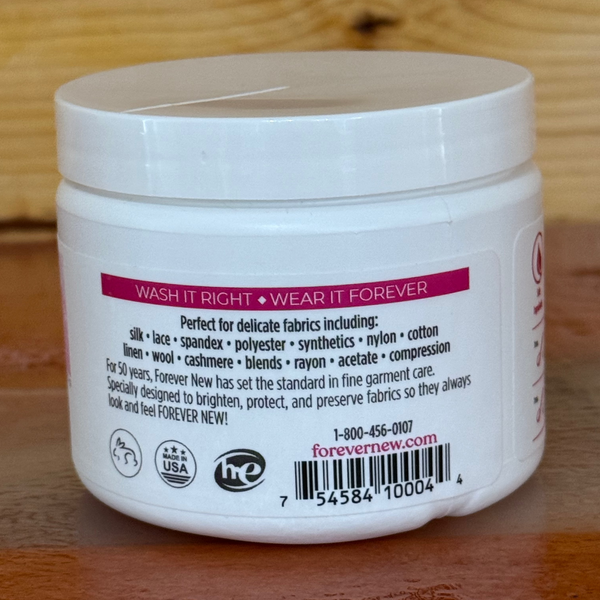 WASH IT RIGHT ◆ WEAR IT FOREVER
Perfect for delicate fabrics including:
silk • lace • spandex • polyester • synthetics • nylon • cotton
linen • wool • cashmere • blends • rayon • acetate • compression
For 50 years, Forever New has set the standard in fine garment care.
Specially designed to brighten, protect, and preserve fabrics so they always
look and feel FOREVER NEW!
MADE IN
USA
he
1-800-456-0107
forevernew.com
7 54584 10004 4